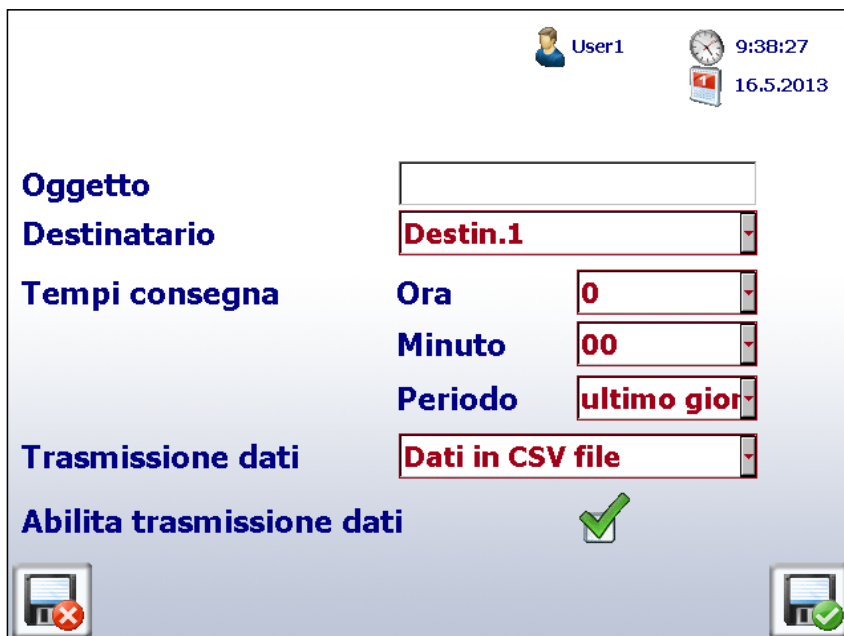 User1 9:38:27
1 16.5.2013
Oggetto
Destinatario Destin.1
Tempi consegna Ora 0
Minuto 00
Periodo ultimo gior
Trasmissione dati Dati in CSV file
Abilita trasmissione dati